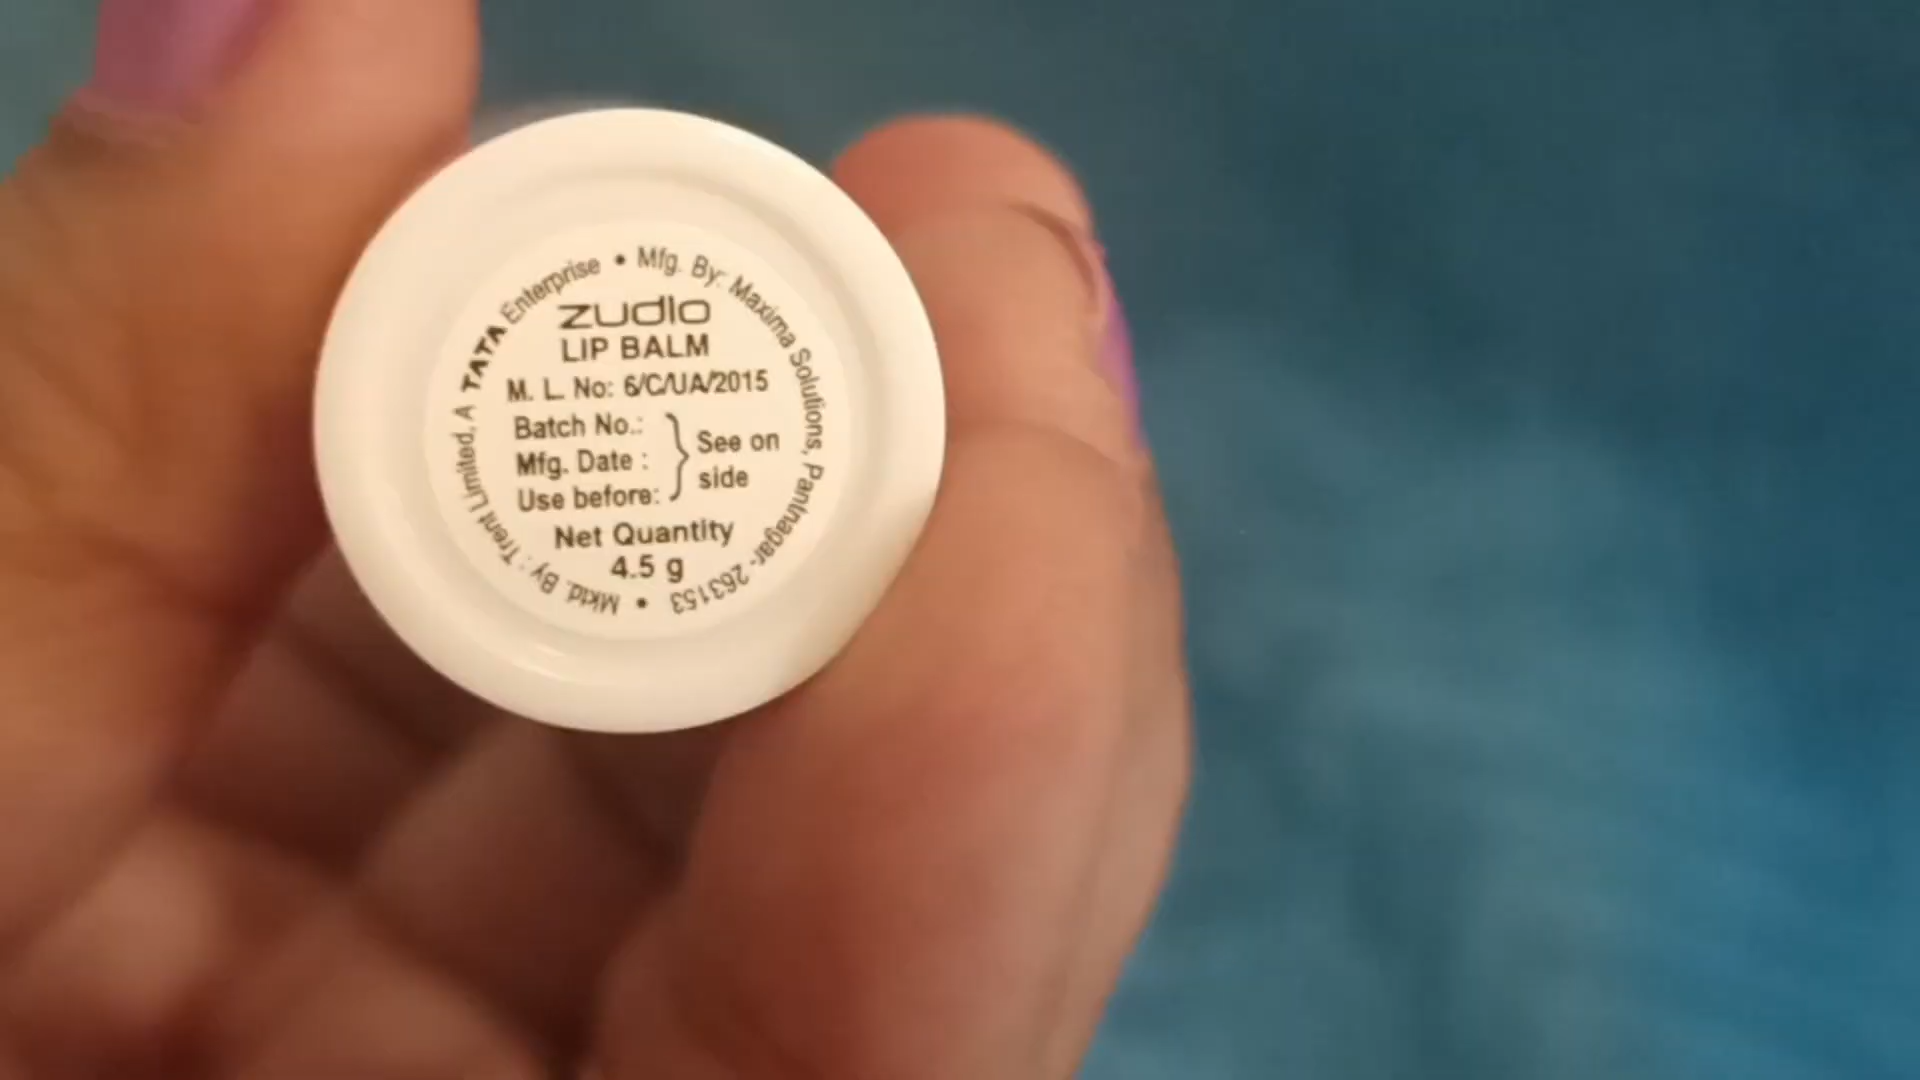 zudio
LIP BALM
M. L. No: 6/C/UA/2015
Batch No.:
Mfg. Date :
Use before:
} See on
side
Net Quantity
4.5 g
• Mfg. By: Maxima Solutions, Pantnagar- 263153
• Mktd. By : Trent Limited, A TATA Enterprise